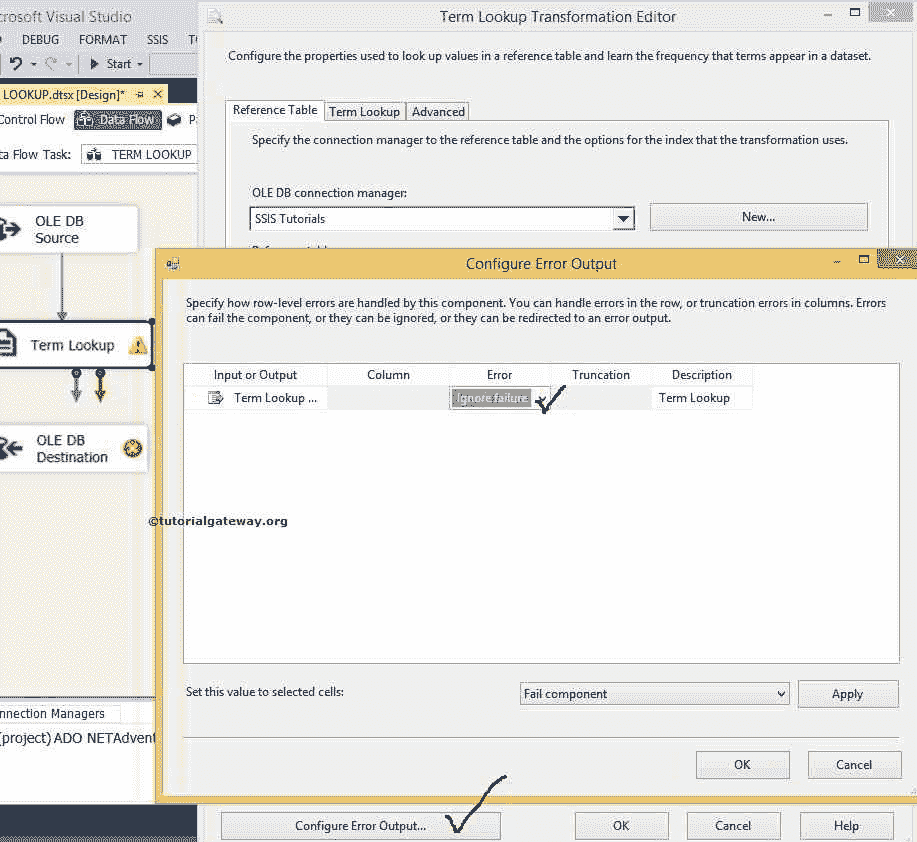 crosoft Visual Studio
DEBUG FORMAT SSIS
Start
LOOKUP.dtsx [Design]*
Control Flow Data Flow
ta Flow Task: TERM LOOKUP
OLE DB
Source
Term Lookup
OLE DB
Destination
nnection Managers
(project) ADO NETAdvent
Term Lookup Transformation Editor
Configure the properties used to look up values in a reference table and learn the frequency that terms appear in a dataset.
Reference Table Term Lookup Advanced
Specify the connection manager to the reference table and the options for the index that the transformation uses.
OLE DB connection manager:
SSIS Tutorials New...
Configure Error Output
Specify how row-level errors are handled by this component. You can handle errors in the row, or truncation errors in columns. Errors
can fail the component, or they can be ignored, or they can be redirected to an error output.
Input or Output Column Error Truncation Description
Term Lookup ... Ignore failure Term Lookup
©tutorialgateway.org
Set this value to selected cells: Fail component Apply
OK Cancel
Configure Error Output... OK Cancel Help